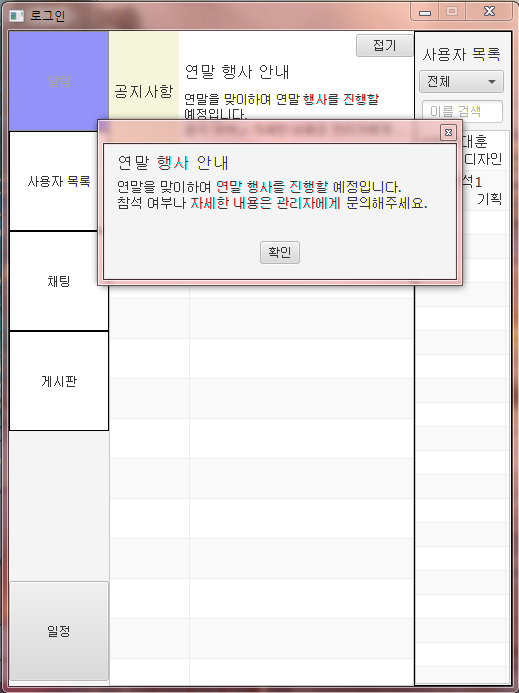 로그인
알림
사용자 목록
채팅
게시판
일정
공지사항
접기
연말 행사 안내
연말을 맞이하여 연말 행사를 진행할
예정입니다.
연말 행사 안내
연말을 맞이하여 연말 행사를 진행할 예정입니다.
참석 여부나 자세한 내용은 관리자에게 문의해주세요.
확인
사용자 목록
전체
이름 검색
대훈
디자인
석1
기획